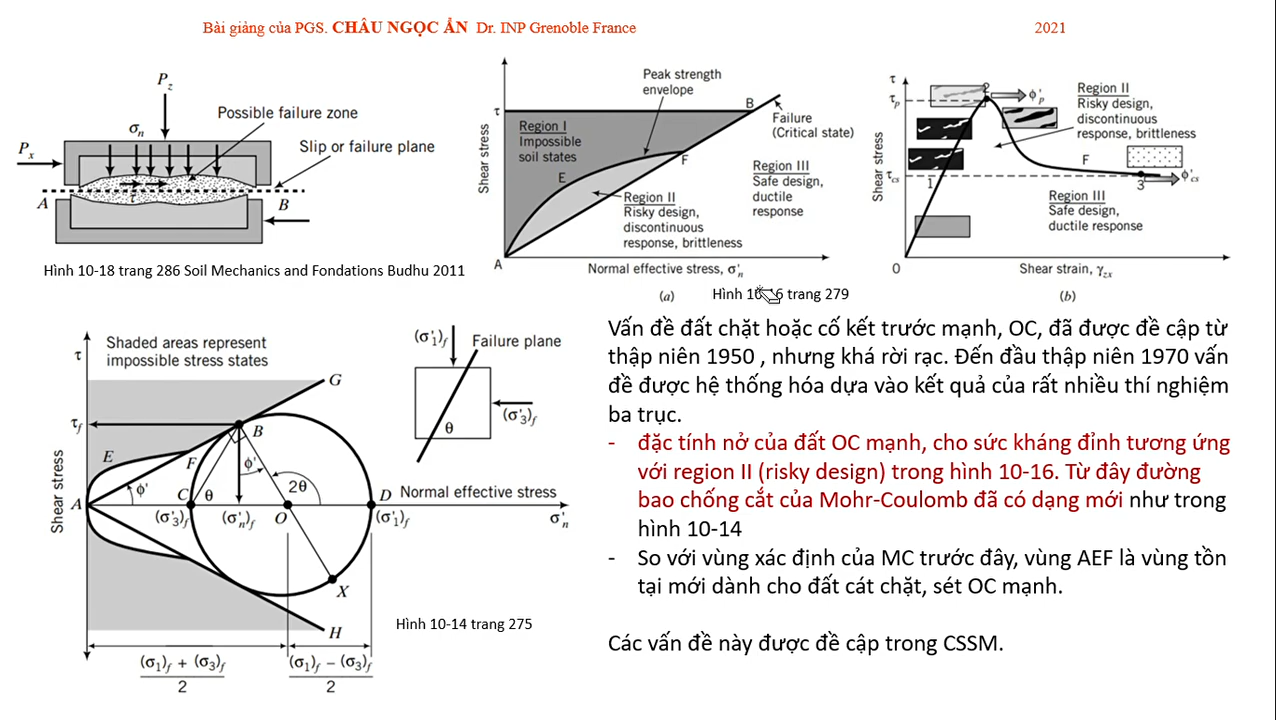 Bài giảng của PGS. CHÂU NGỌC ẨN Dr. INP Grenoble France
2021
Pz
σn
Possible failure zone
Px
Slip or failure plane
τ
A
B
Hình 10-18 trang 286 Soil Mechanics and Fondations Budhu 2011
Peak strength
envelope
τ
B
Region I
Impossible
soil states
Failure
(Critical state)
F
E
Region III
Safe design,
ductile
response
Region II
Risky design,
discontinuous
response, brittleness
Shear stress
A
Normal effective stress, σ'n
(a)
Hình 10-16 trang 279
τ
τp
2
ϕ'p
Region II
Risky design,
discontinuous
response, brittleness
Shear stress
τcs
1
F
3
ϕ'cs
Region III
Safe design,
ductile response
0
Shear strain, γzx
(b)
Shaded areas represent
impossible stress states
τ
G
τf
B
E
F
ϕ'
ϕ'
2θ
Shear stress
A
C
θ
O
D
Normal effective stress
(σ'3)f
(σ'n)f
(σ'1)f
σ'n
X
H
(σ'1)f + (σ'3)f
2
(σ'1)f − (σ'3)f
2
(σ'1)f
Failure plane
(σ'3)f
θ
Hình 10-14 trang 275
Vấn đề đất chặt hoặc cố kết trước mạnh, OC, đã được đề cập từ
thập niên 1950 , nhưng khá rời rạc. Đến đầu thập niên 1970 vấn
đề được hệ thống hóa dựa vào kết quả của rất nhiều thí nghiệm
ba trục.
- đặc tính nở của đất OC mạnh, cho sức kháng đỉnh tương ứng
với region II (risky design) trong hình 10-16. Từ đây đường
bao chống cắt của Mohr-Coulomb đã có dạng mới như trong
hình 10-14
- So với vùng xác định của MC trước đây, vùng AEF là vùng tồn
tại mới dành cho đất cát chặt, sét OC mạnh.
Các vấn đề này được đề cập trong CSSM.